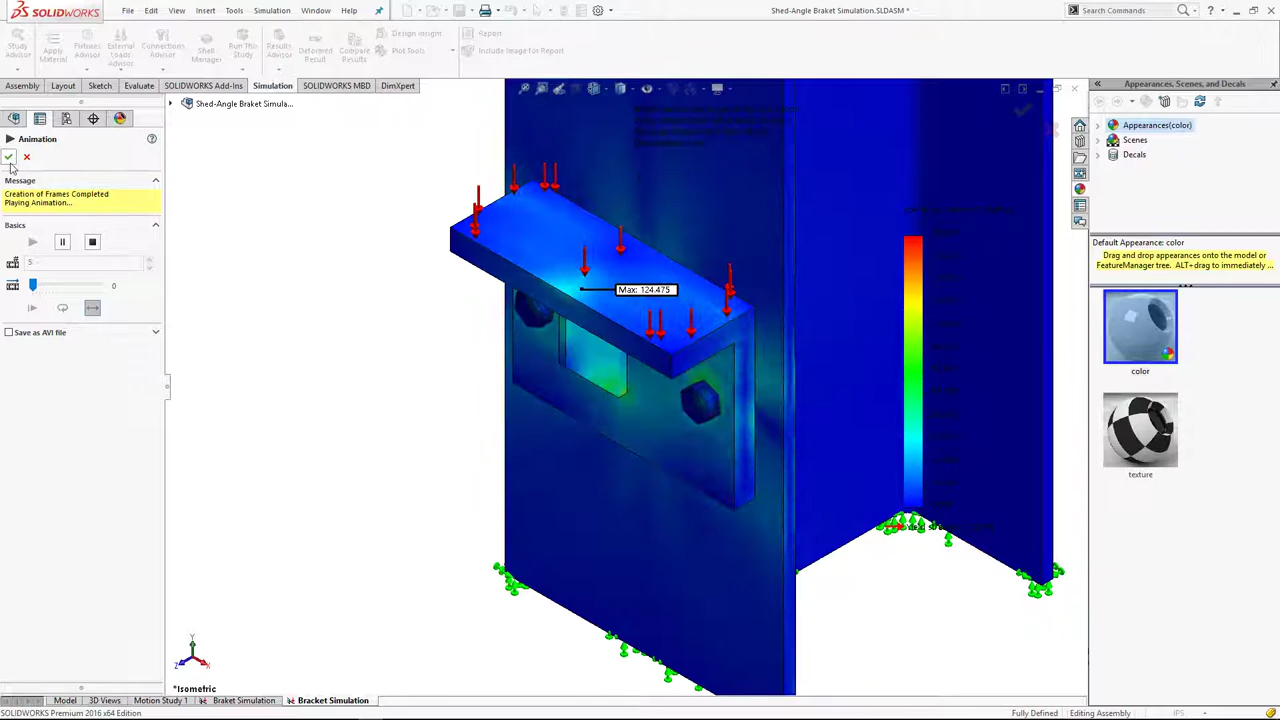 SOLIDWORKS
File Edit View Insert Tools Simulation Window Help
Shed-Angle Braket Simulation.SLDASM *
Search Commands
Study Advisor
Apply Material
Fixtures Advisor
External Loads Advisor
Connections Advisor
Shell Manager
Run This Study
Results Advisor
Deformed Result
Compare Results
Design Insight
Plot Tools
Report
Include Image for Report
Assembly Layout Sketch Evaluate SOLIDWORKS Add-Ins Simulation SOLIDWORKS MBD DimXpert
Shed-Angle Braket Simula...
Animation
Message
Creation of Frames Completed
Playing Animation...
Basics
5
0
Save as AVI file
Max: 124.475
Appearances, Scenes, and Decals
Appearances(color)
Scenes
Decals
Default Appearance: color
Drag and drop appearances onto the model or
FeatureManager tree. ALT+drag to immediately ...
color
texture
Y
Z
X
*Isometric
Model 3D Views Motion Study 1 Braket Simulation Bracket Simulation
SOLIDWORKS Premium 2016 x64 Edition
Fully Defined Editing Assembly IPS